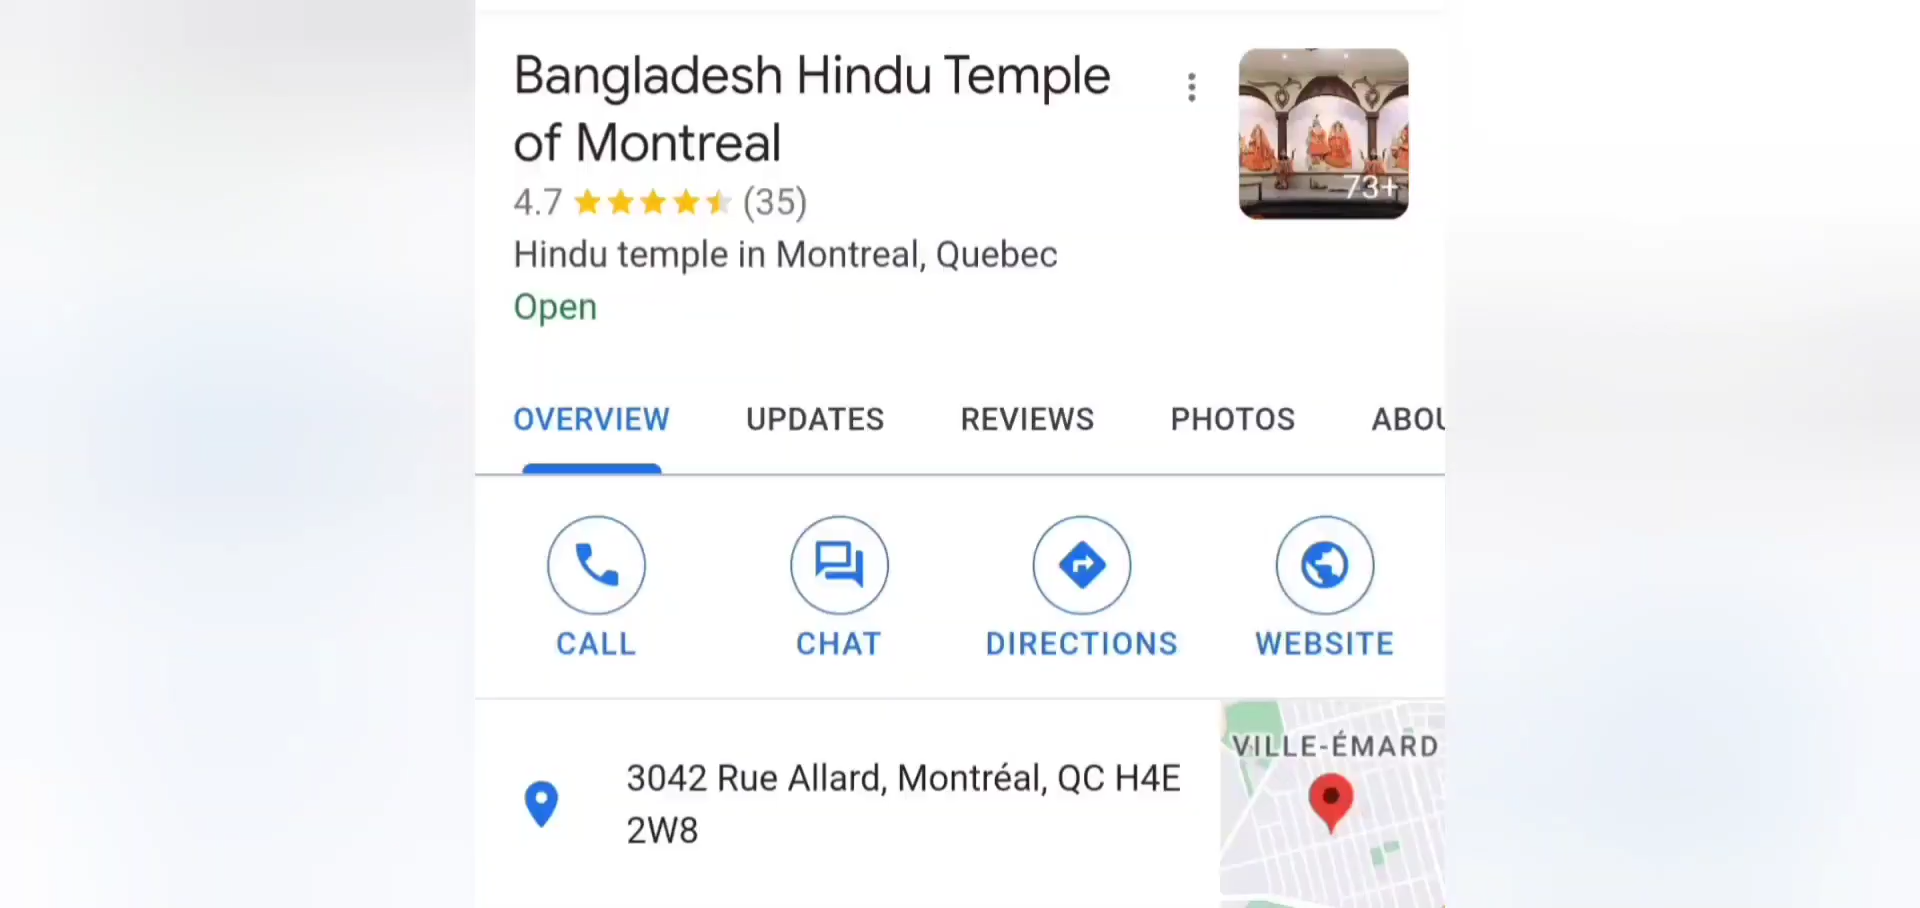 Bangladesh Hindu Temple
of Montreal
73+
4.7 (35)
Hindu temple in Montreal, Quebec
Open
OVERVIEW UPDATES REVIEWS PHOTOS ABOU
CALL CHAT DIRECTIONS WEBSITE
VILLE-ÉMARD
3042 Rue Allard, Montréal, QC H4E
2W8